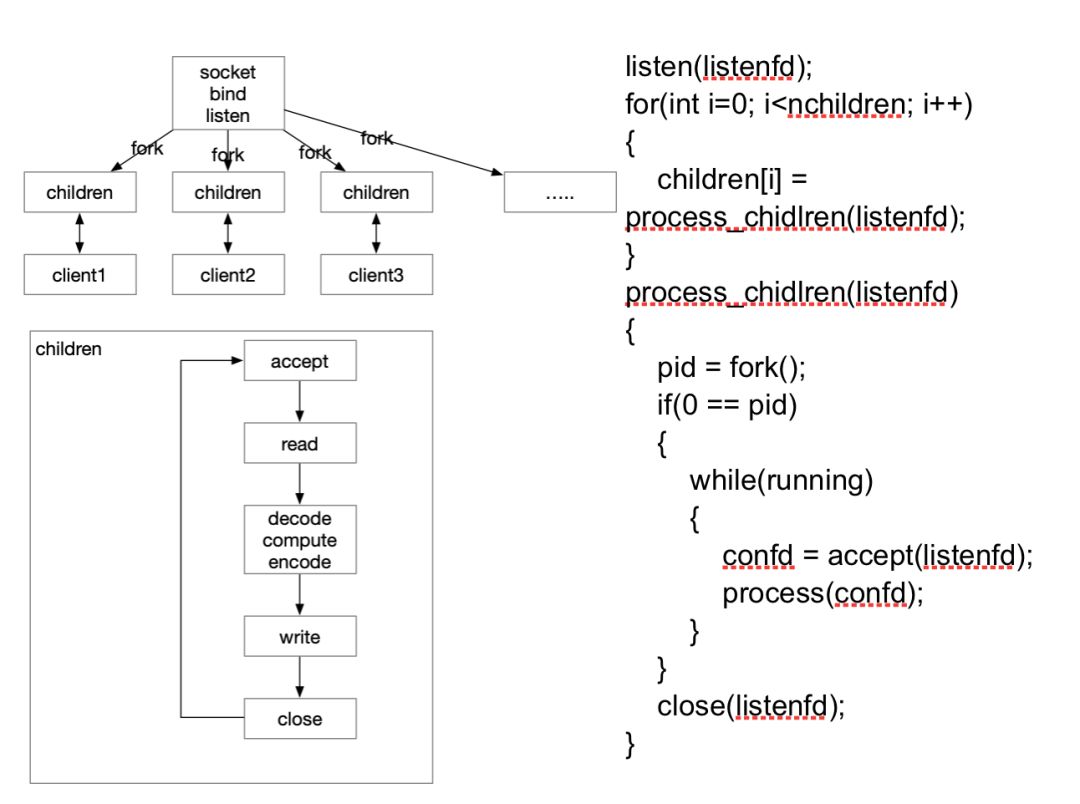 socket
bind
listen
fork
fork
fork
fork
children
children
children
.....
client1
client2
client3
children
accept
read
decode
compute
encode
write
close
listen(listenfd);
for(int i=0; i<nchildren; i++)
{
children[i] =
process_chidlren(listenfd);
}
process_chidlren(listenfd)
{
pid = fork();
if(0 == pid)
{
while(running)
{
confd = accept(listenfd);
process(confd);
}
}
close(listenfd);
}